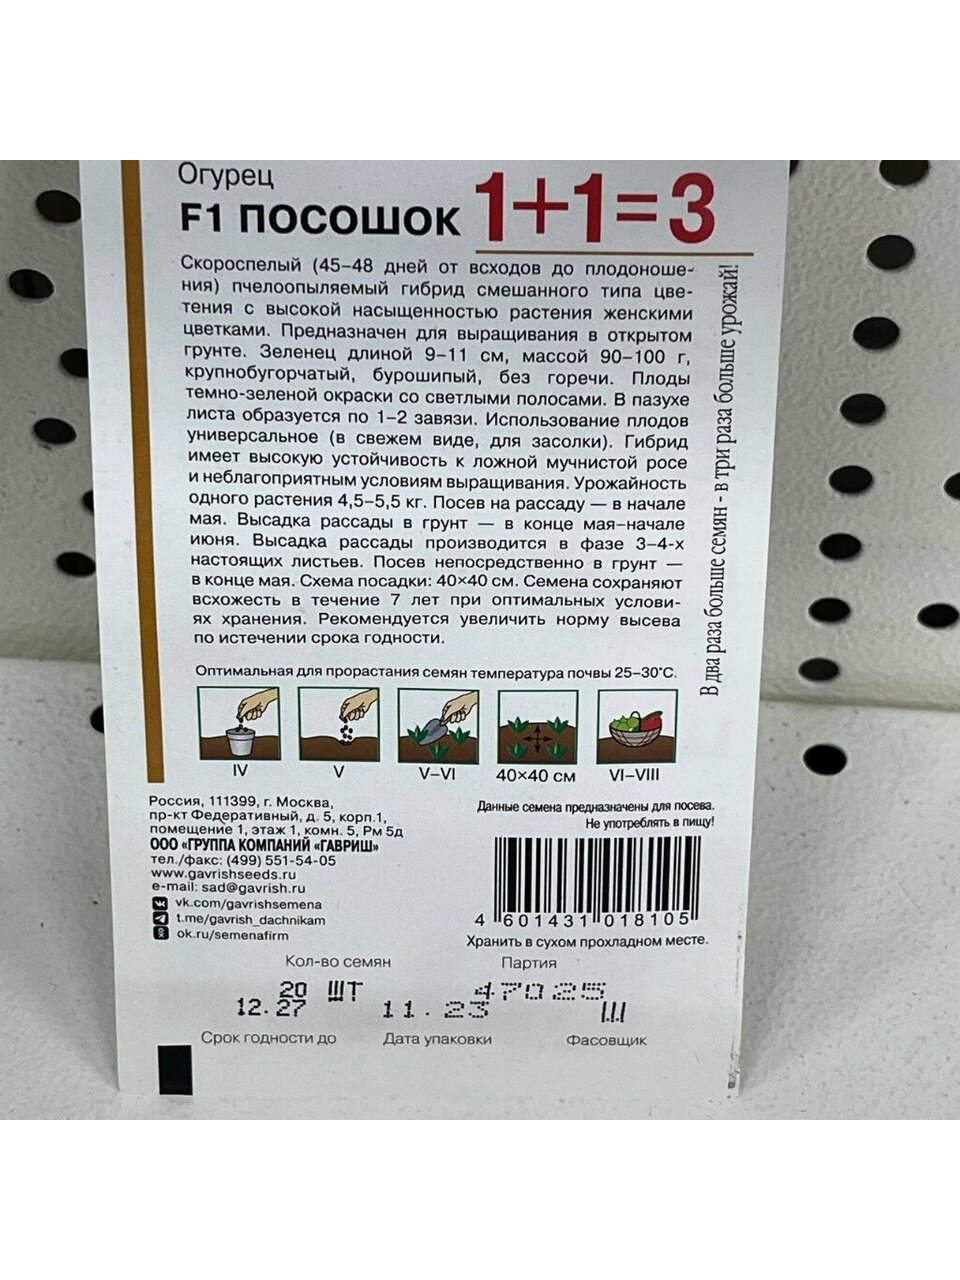 Огурец
F1 ПОСОШОК
1+1=3
Скороспелый (45–48 дней от всходов до плодоноше-
ния) пчелоопыляемый гибрид смешанного типа цве-
тения с высокой насыщенностью растения женскими
цветками. Предназначен для выращивания в открытом
грунте. Зеленец длиной 9–11 см, массой 90–100 г,
крупнобугорчатый, бурошипый, без горечи. Плоды
темно-зеленой окраски со светлыми полосами. В пазухе
листа образуется по 1–2 завязи. Использование плодов
универсальное (в свежем виде, для засолки). Гибрид
имеет высокую устойчивость к ложной мучнистой росе
и неблагоприятным условиям выращивания. Урожайность
одного растения 4,5–5,5 кг. Посев на рассаду — в начале
мая. Высадка рассады в грунт — в конце мая–начале
июня. Высадка рассады производится в фазе 3–4-х
настоящих листьев. Посев непосредственно в грунт —
в конце мая. Схема посадки: 40×40 см. Семена сохраняют
всхожесть в течение 7 лет при оптимальных услови-
ях хранения. Рекомендуется увеличить норму высева
по истечении срока годности.
В два раза больше семян - в три раза больше урожай!
Оптимальная для прорастания семян температура почвы 25–30°С.
IV
V
V–VI
40×40 см
VI–VIII
Россия, 111399, г. Москва,
пр-кт Федеративный, д. 5, корп.1,
помещение 1, этаж 1, комн. 5, Рм 5д
ООО «ГРУППА КОМПАНИЙ «ГАВРИШ»
тел./факс: (499) 551-54-05
www.gavrishseeds.ru
e-mail: sad@gavrish.ru
vk.com/gavrishsemena
t.me/gavrish_dachnikam
ok.ru/semenafirm
Данные семена предназначены для посева.
Не употреблять в пищу!
4 601431 018105
Хранить в сухом прохладном месте.
Кол-во семян
Партия
20 ШТ
47025
12.27
11.23
Ш
Срок годности до
Дата упаковки
Фасовщик